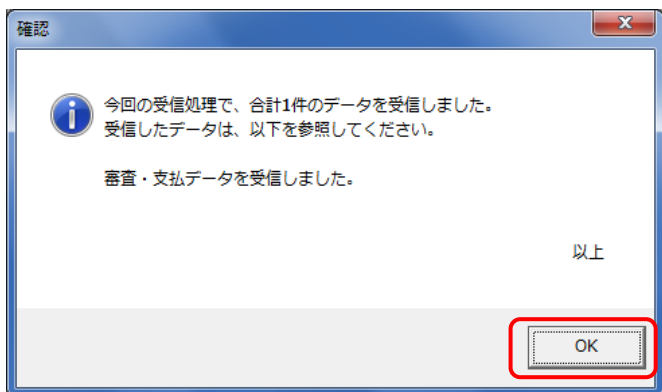 確認
今回の受信処理で、合計1件のデータを受信しました。
受信したデータは、以下を参照してください。
審査・支払データを受信しました。
以上
OK